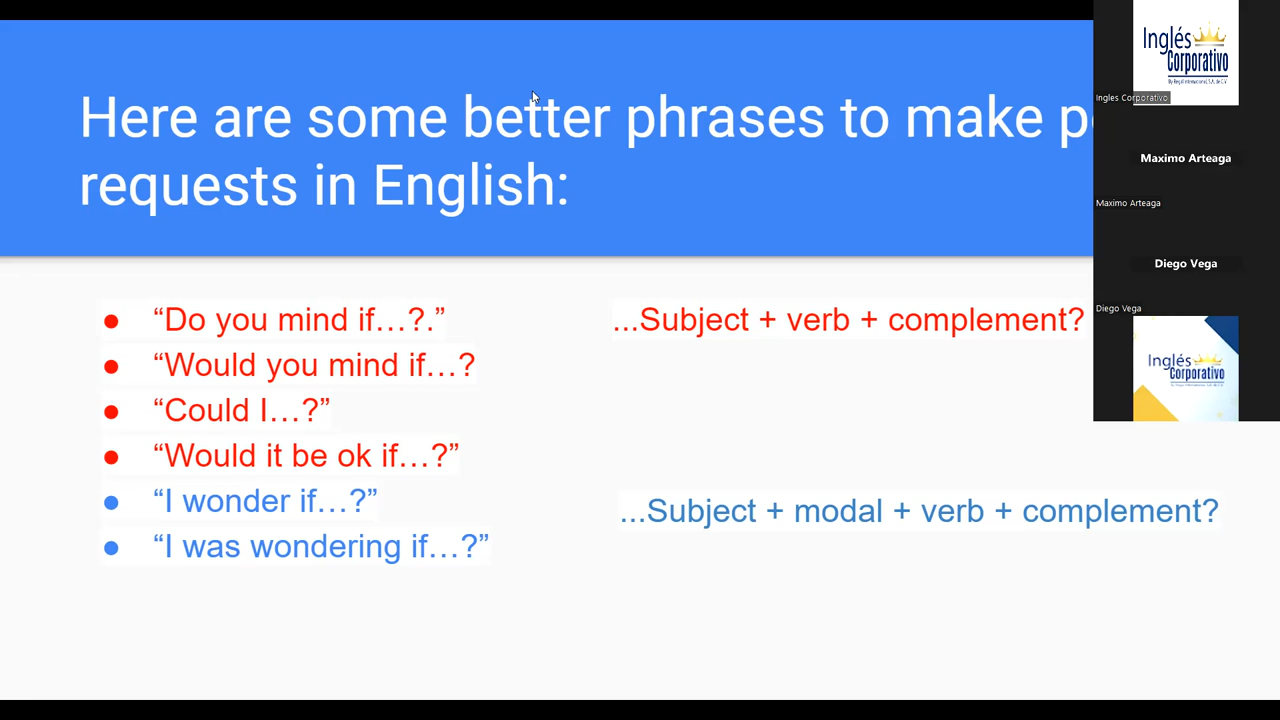 Here are some better phrases to make
requests in English:
● “Do you mind if…?.”
● “Would you mind if…?
● “Could I…?”
● “Would it be ok if…?”
● “I wonder if…?”
● “I was wondering if…?”
...Subject + verb + complement?
...Subject + modal + verb + complement?
Inglés
Corporativo
Ingles Corporativo
Maximo Arteaga
Maximo Arteaga
Diego Vega
Diego Vega
Inglés
Corporativo